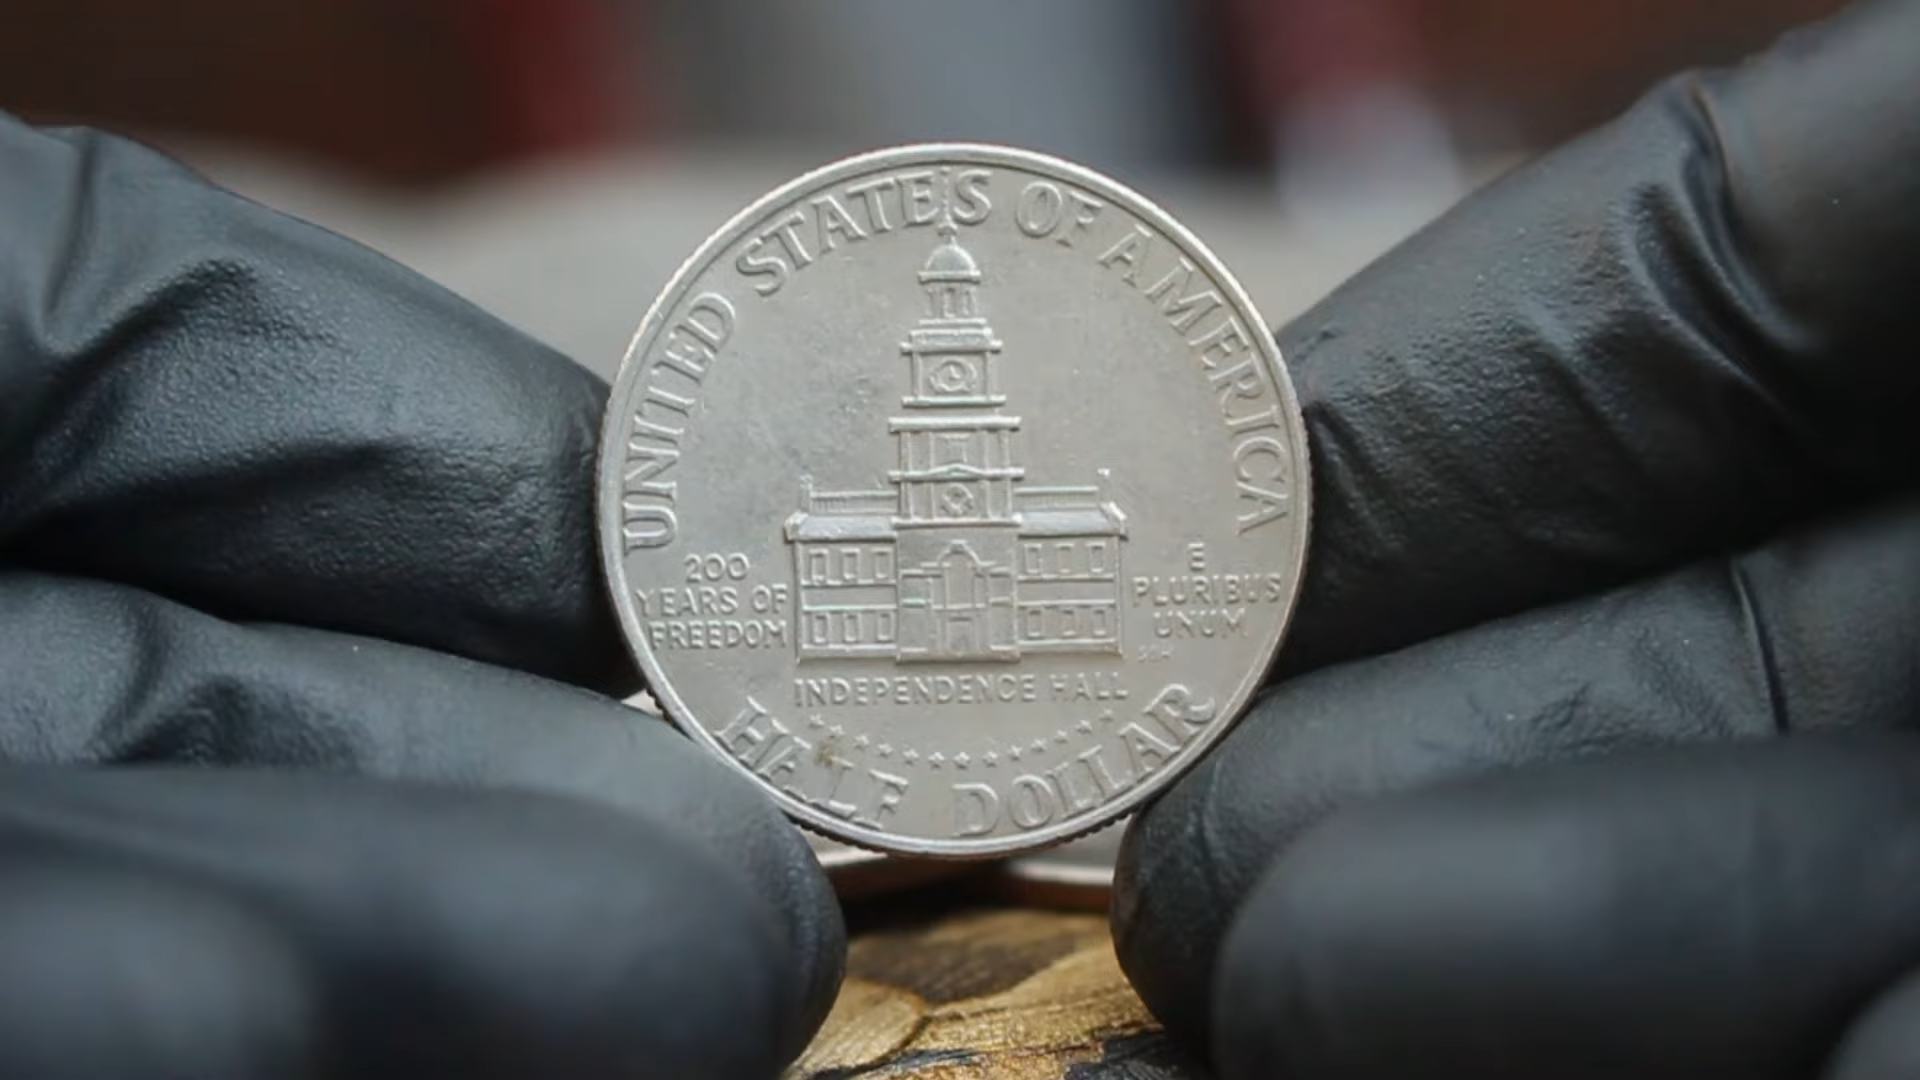 UNITED STATES OF AMERICA
200
YEARS OF
FREEDOM
E
PLURIBUS
UNUM
INDEPENDENCE HALL
HALF DOLLAR